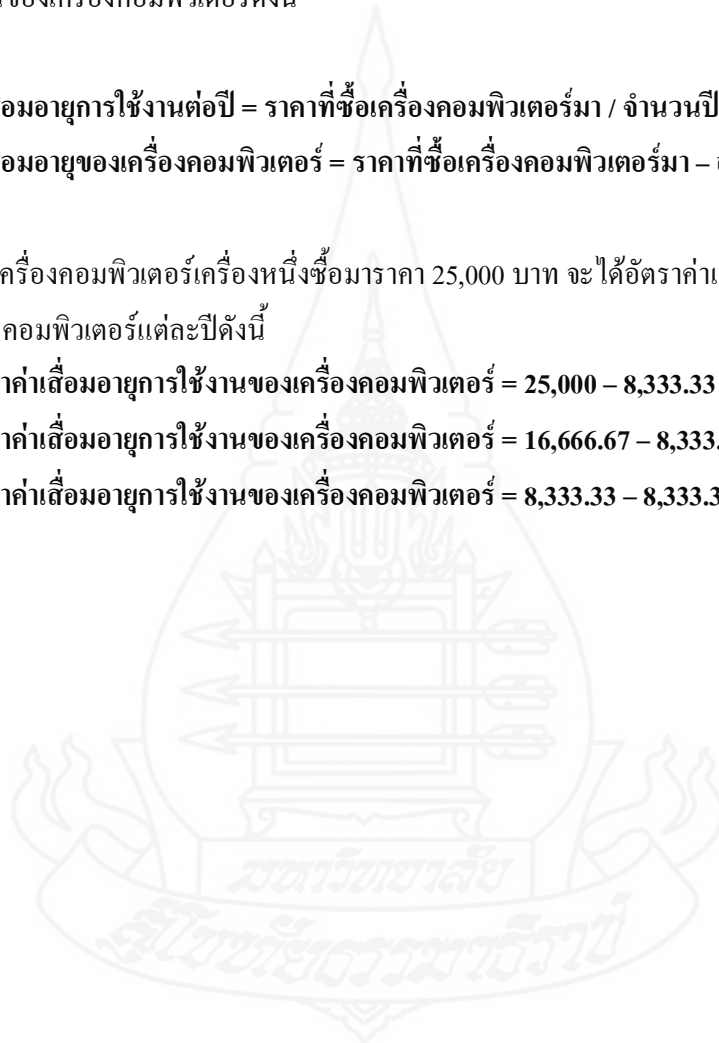 ของเครื่องคอมพิวเตอร์ดังนี้
อมอายุการใช้งานต่อปี = ราคาที่ซื้อเครื่องคอมพิวเตอร์มา / จำนวนปี
อมอายุของเครื่องคอมพิวเตอร์ = ราคาที่ซื้อเครื่องคอมพิวเตอร์มา –
ครื่องคอมพิวเตอร์เครื่องหนึ่งซื้อมาราคา 25,000 บาท จะได้อัตราค่าเ
คอมพิวเตอร์แต่ละปีดังนี้
าค่าเสื่อมอายุการใช้งานของเครื่องคอมพิวเตอร์ = 25,000 – 8,333.33
าค่าเสื่อมอายุการใช้งานของเครื่องคอมพิวเตอร์ = 16,666.67 – 8,333.
าค่าเสื่อมอายุการใช้งานของเครื่องคอมพิวเตอร์ = 8,333.33 – 8,333.3
มหาวิทยาลัย
สุโขทัยธรรมาธิราช